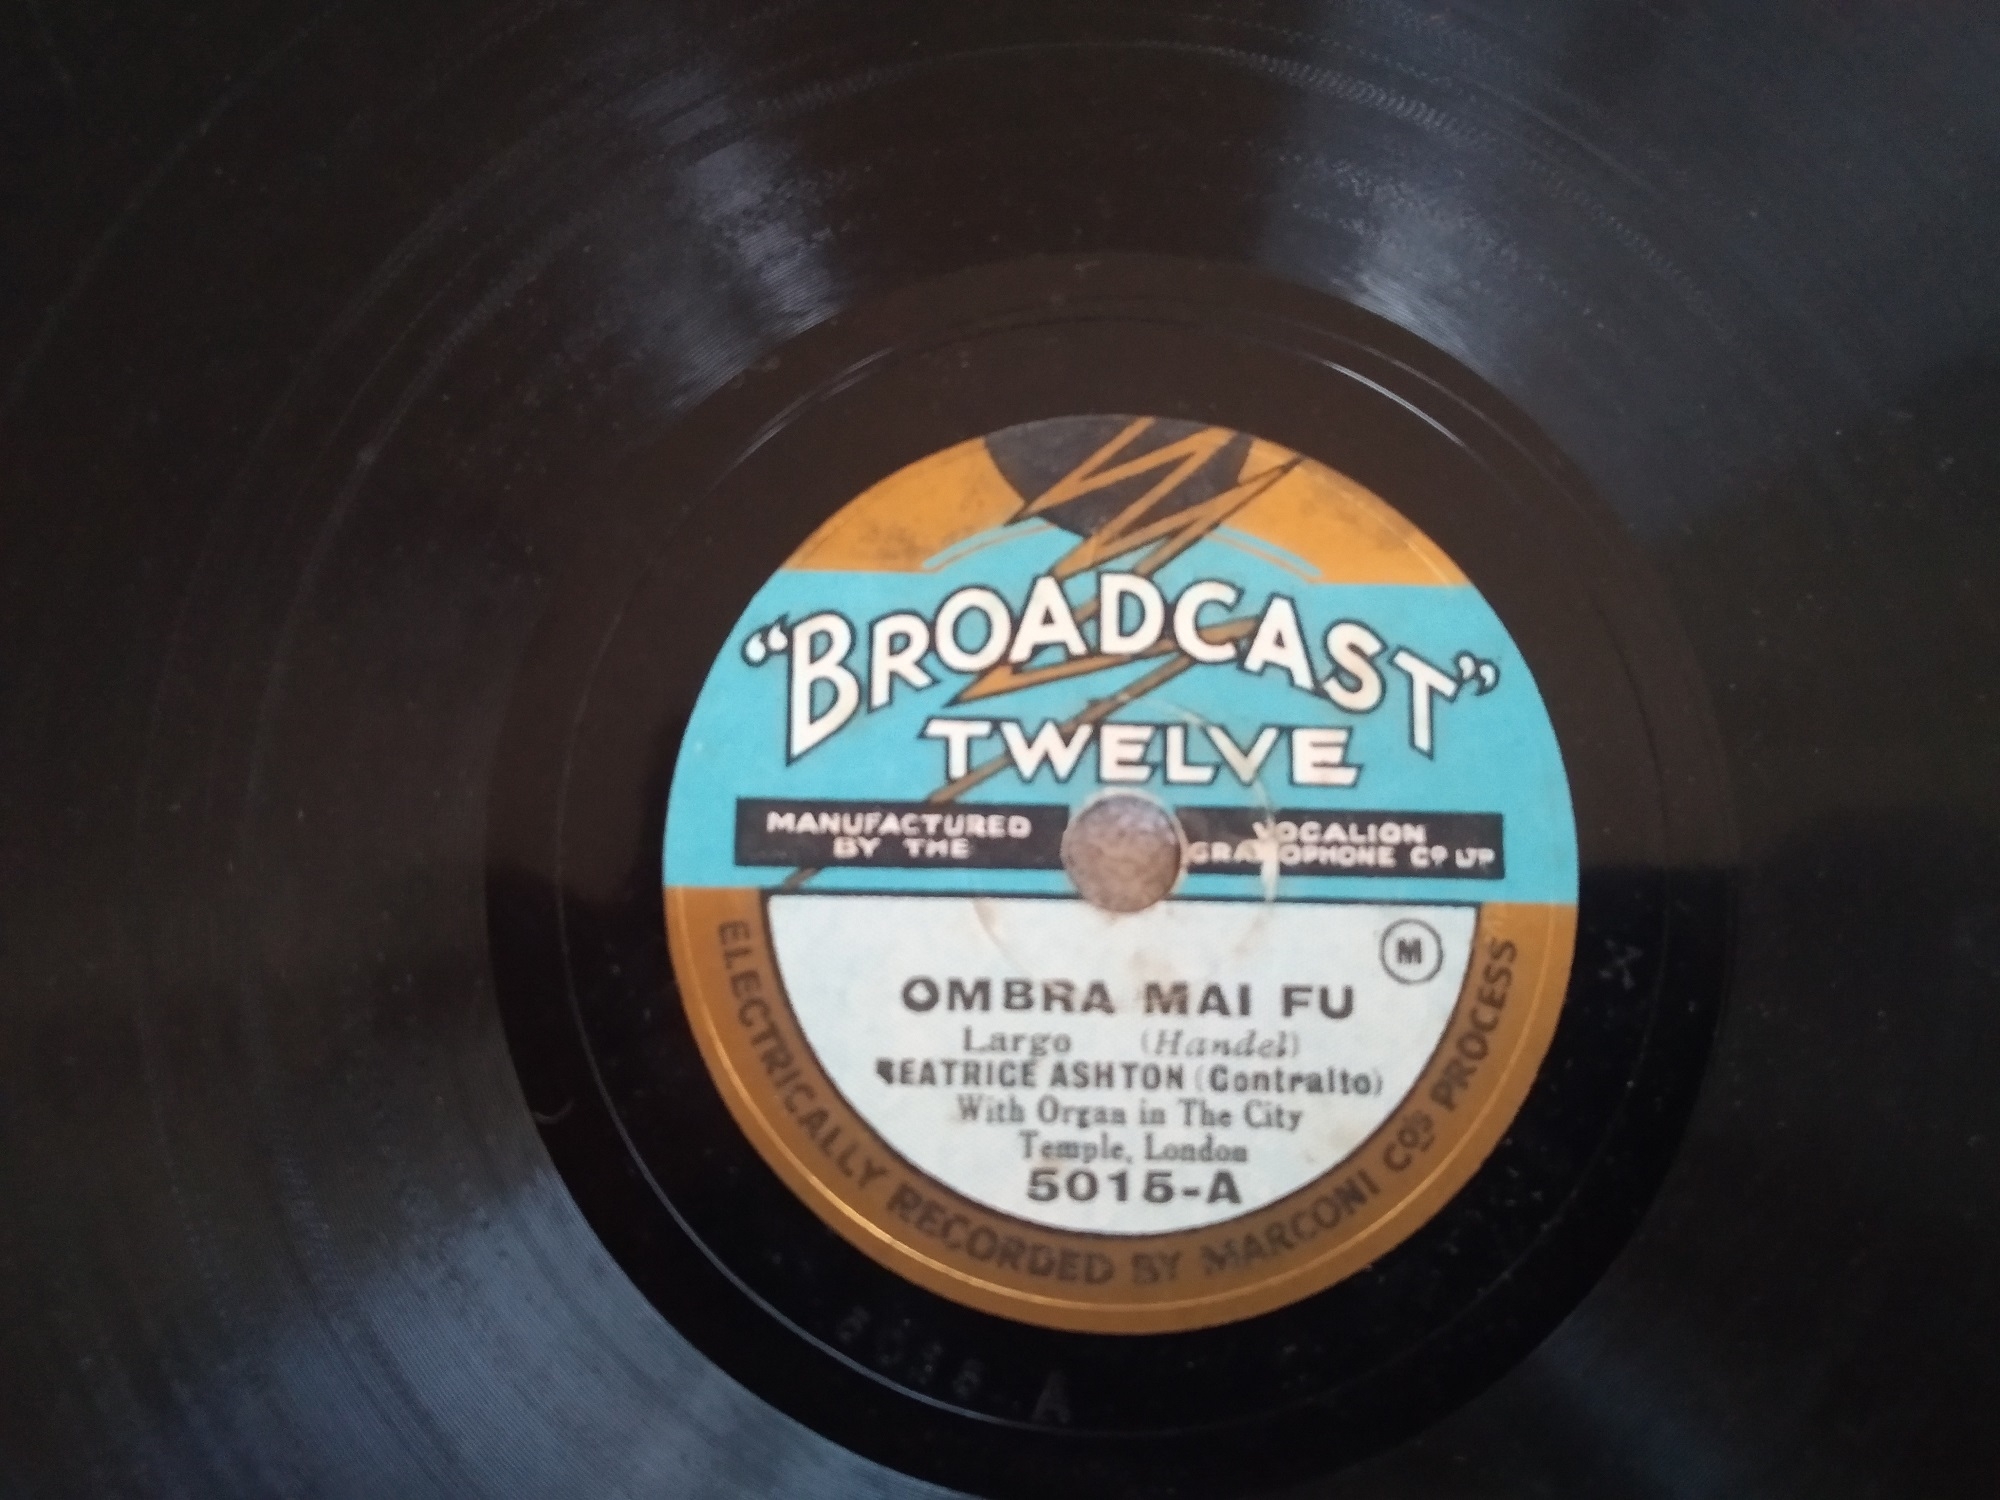 “BROADCAST”
TWELVE
MANUFACTURED
BY THE
VOCALION
GRAMOPHONE Cº LTD
M
OMBRA MAI FU
Largo (Handel)
BEATRICE ASHTON (Contralto)
With Organ in The City
Temple, London
5015-A
ELECTRICALLY RECORDED BY MARCONI Cos PROCESS
A